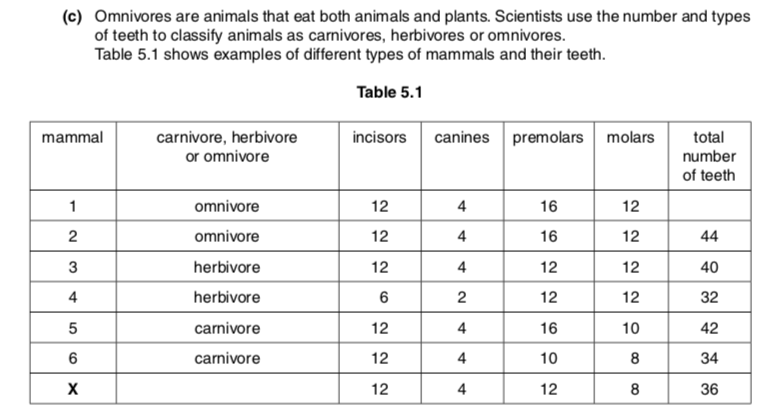 (c) Omnivores are animals that eat both animals and plants. Scientists use the number and types
of teeth to classify animals as carnivores, herbivores or omnivores.
Table 5.1 shows examples of different types of mammals and their teeth.
Table 5.1
mammal carnivore, herbivore incisors canines premolars molars total
or omnivore number
of teeth
1 omnivore 12 4 16 12
2 omnivore 12 4 16 12 44
3 herbivore 12 4 12 12 40
4 herbivore 6 2 12 12 32
5 carnivore 12 4 16 10 42
6 carnivore 12 4 10 8 34
X 12 4 12 8 36